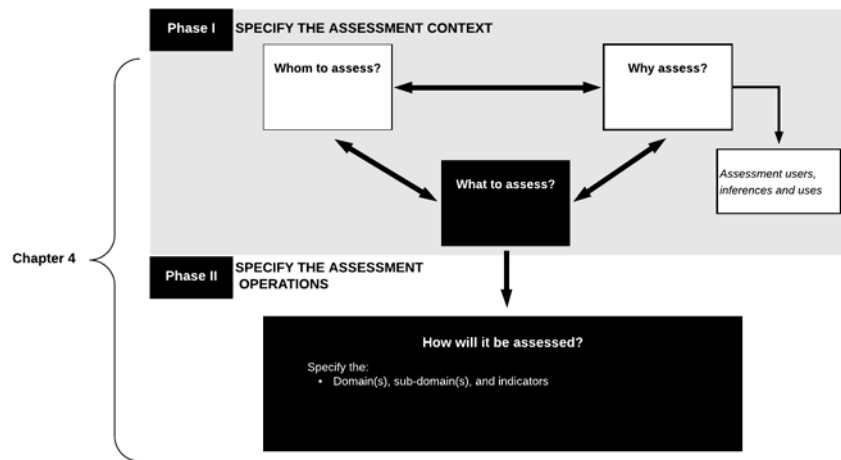 Phase I SPECIFY THE ASSESSMENT CONTEXT
Whom to assess?
Why assess?
Assessment users,
inferences and uses
What to assess?
Chapter 4
Phase II SPECIFY THE ASSESSMENT
OPERATIONS
How will it be assessed?
Specify the:
• Domain(s), sub-domain(s), and indicators